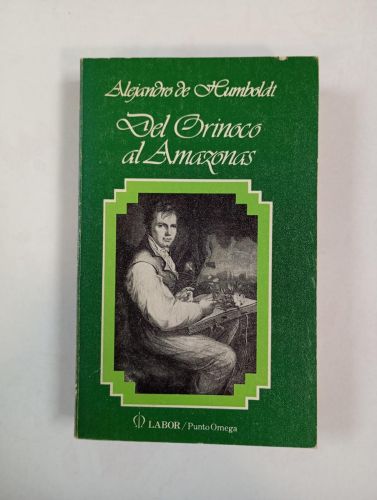 Alejandro de Humboldt
Del Orinoco
al Amazonas
LABOR / Punto Omega